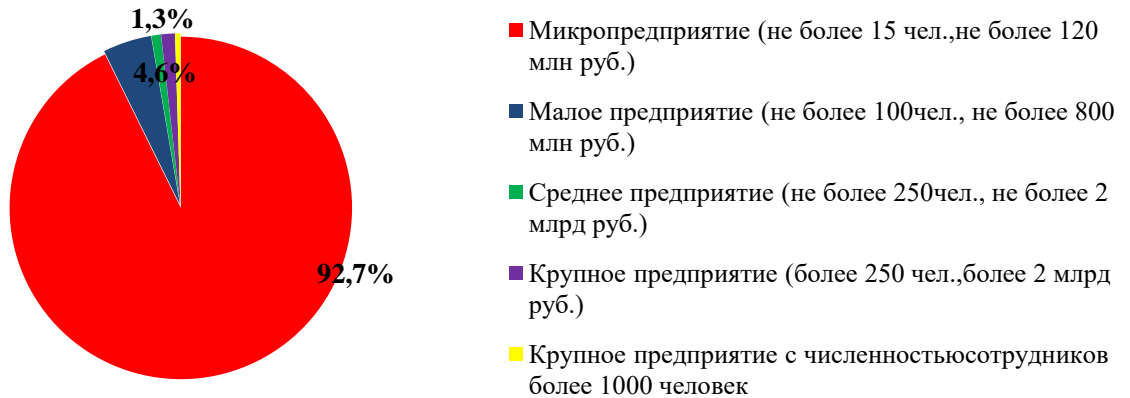 1,3%
4,6%
92,7%
Микропредприятие (не более 15 чел.,не более 120
млн руб.)
Малое предприятие (не более 100чел., не более 800
млн руб.)
Среднее предприятие (не более 250чел., не более 2
млрд руб.)
Крупное предприятие (более 250 чел.,более 2 млрд
руб.)
Крупное предприятие с численностьюсотрудников
более 1000 человек